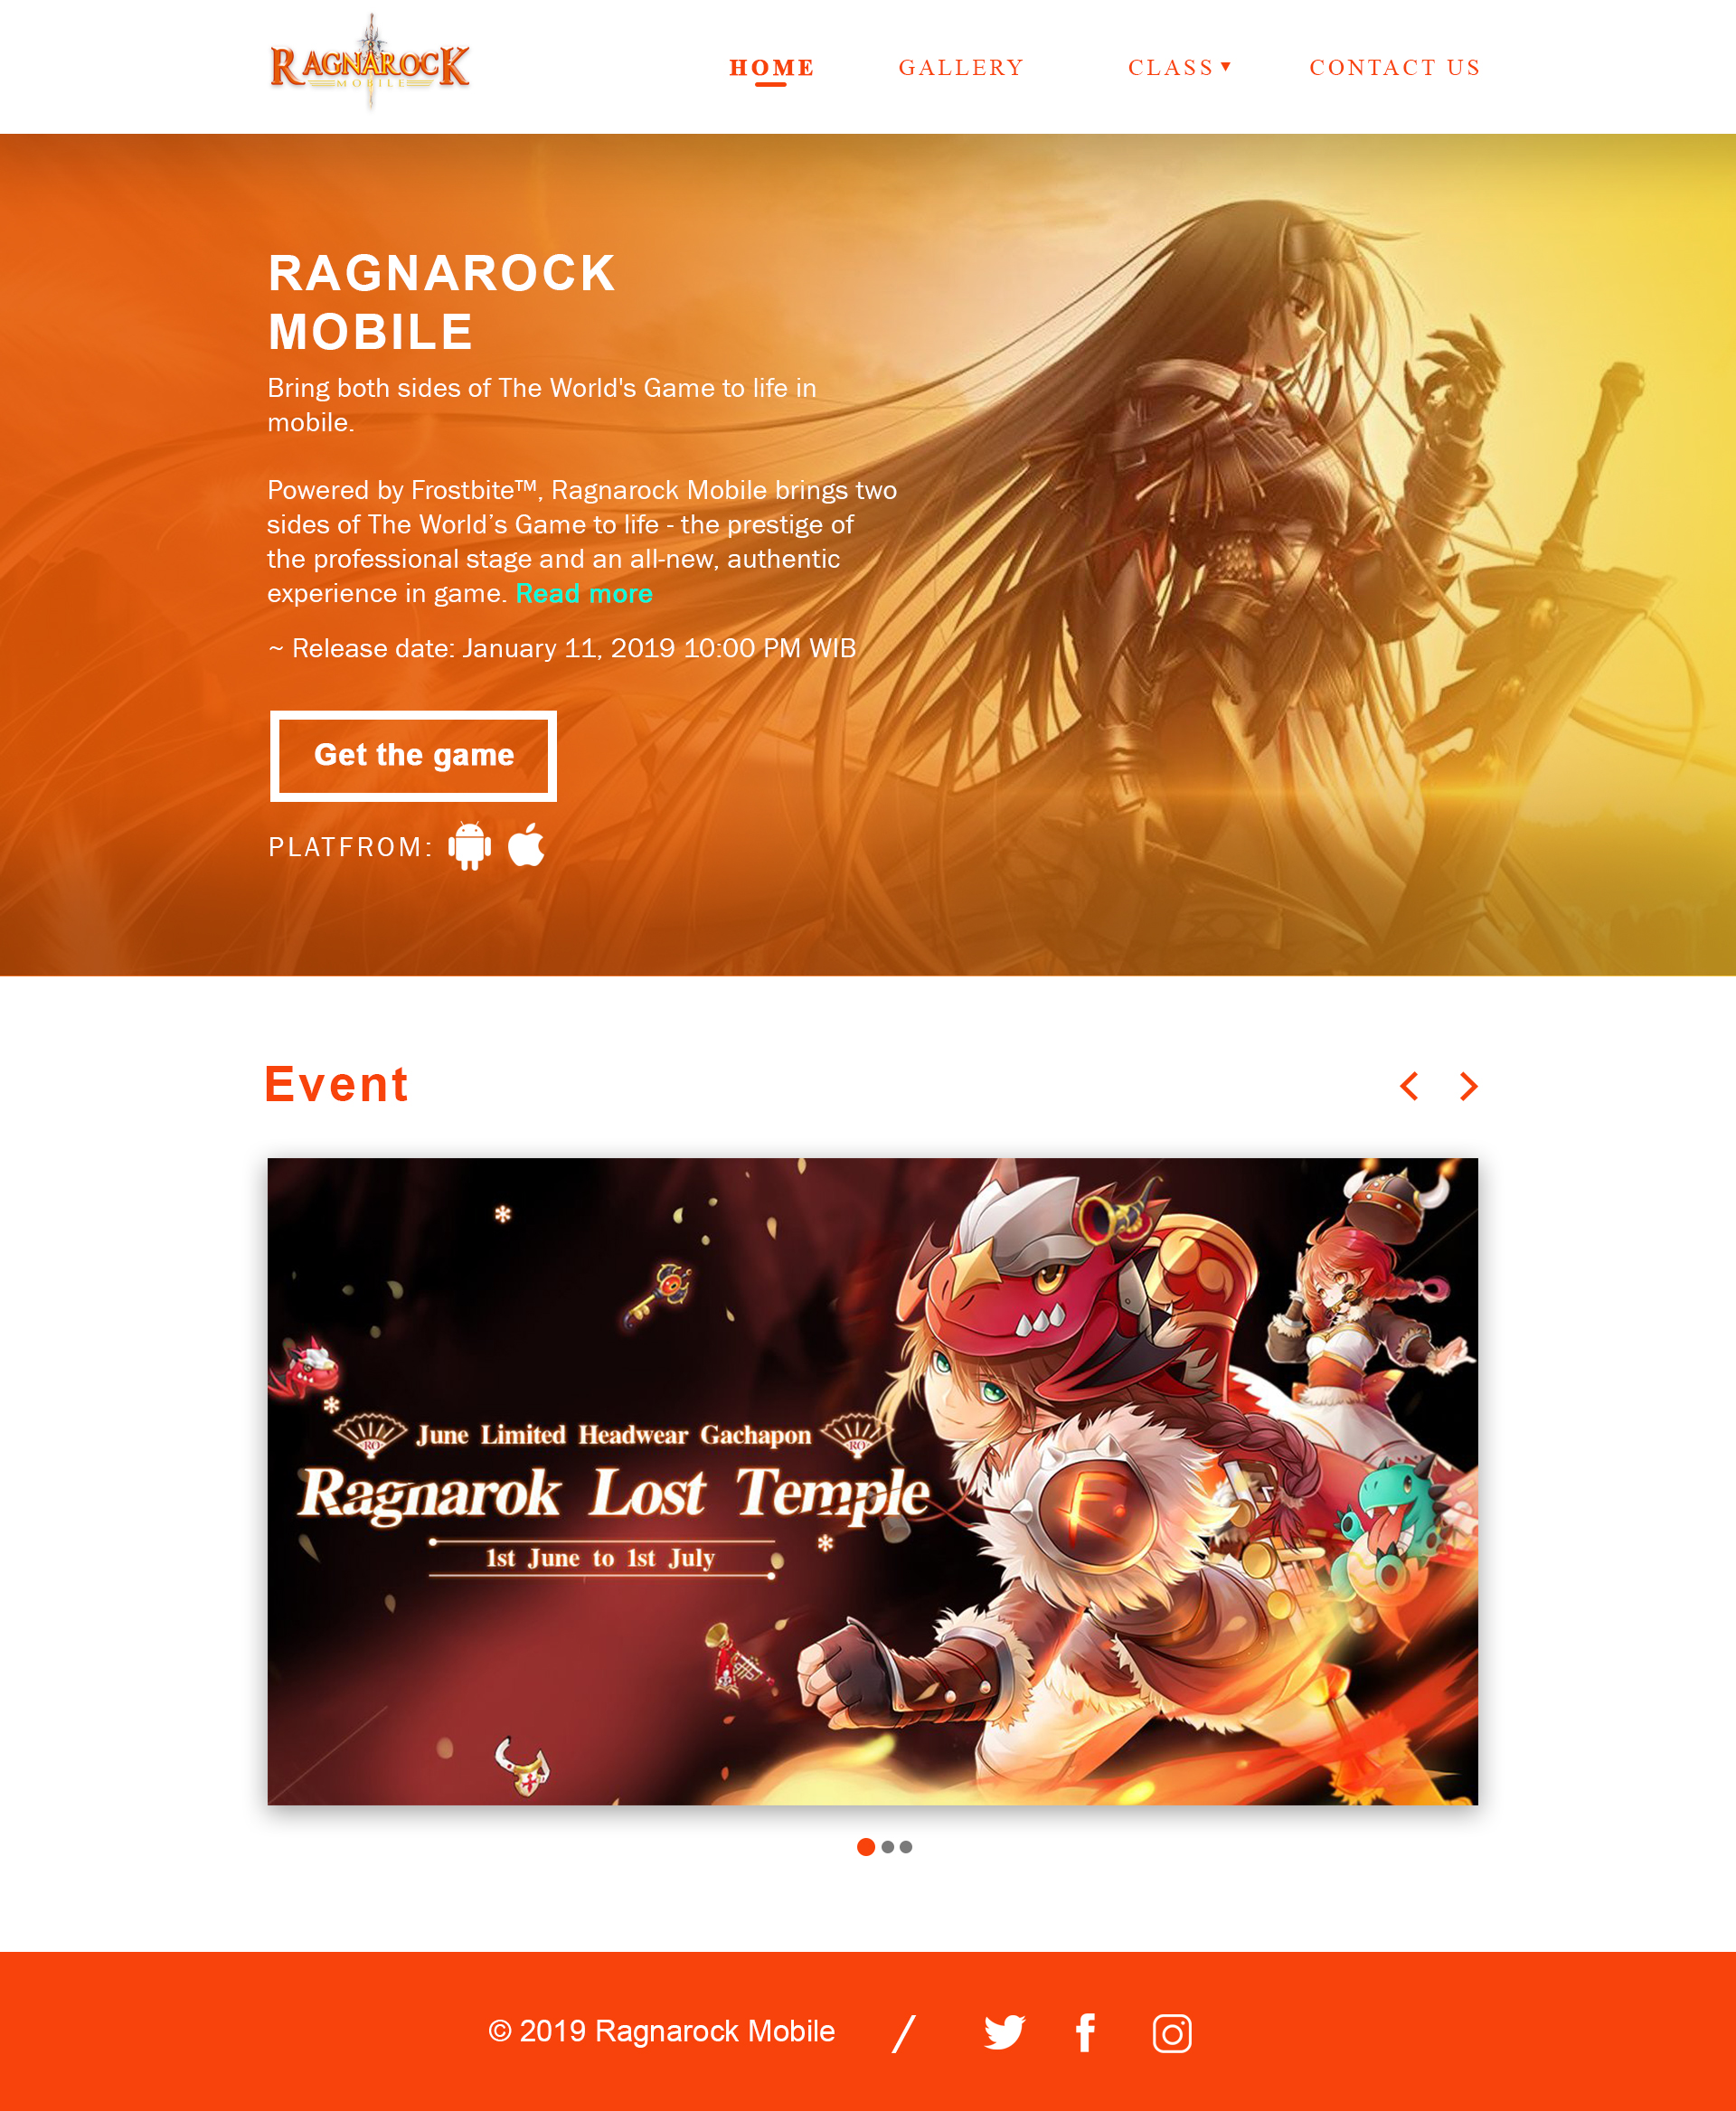 RAGNAROCK
MOBILE
HOME
GALLERY
CLASS ▼
CONTACT US
RAGNAROCK
MOBILE
Bring both sides of The World's Game to life in
mobile.
Powered by Frostbite™, Ragnarock Mobile brings two
sides of The World’s Game to life - the prestige of
the professional stage and an all-new, authentic
experience in game. Read more
~ Release date: January 11, 2019 10:00 PM WIB
Get the game
PLATFROM:
Event
RO June Limited Headwear Gachapon RO
Ragnarok Lost Temple
1st June to 1st July
© 2019 Ragnarock Mobile /